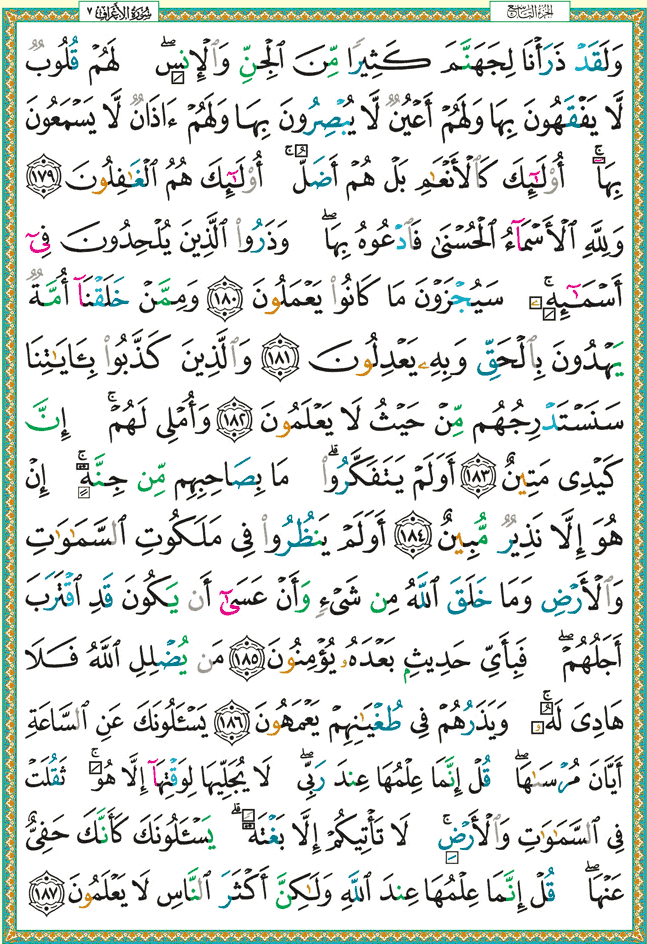 الجزء التاسع
سورة الأعراف ٧
وَلَقَدْ ذَرَأْنَا لِجَهَنَّمَ كَثِيرًا مِّنَ ٱلْجِنِّ وَٱلْإِنسِ ۖ لَهُمْ قُلُوبٌ
لَّا يَفْقَهُونَ بِهَا وَلَهُمْ أَعْيُنٌ لَّا يُبْصِرُونَ بِهَا وَلَهُمْ ءَاذَانٌ لَّا يَسْمَعُونَ
بِهَآ ۚ أُو۟لَـٰٓئِكَ كَٱلْأَنْعَـٰمِ بَلْ هُمْ أَضَلُّ ۚ أُو۟لَـٰٓئِكَ هُمُ ٱلْغَـٰفِلُونَ ١٧٩
وَلِلَّهِ ٱلْأَسْمَآءُ ٱلْحُسْنَىٰ فَٱدْعُوهُ بِهَا ۖ وَذَرُوا۟ ٱلَّذِينَ يُلْحِدُونَ فِىٓ
أَسْمَـٰٓئِهِۦ ۚ سَيُجْزَوْنَ مَا كَانُوا۟ يَعْمَلُونَ ١٨٠ وَمِمَّنْ خَلَقْنَآ أُمَّةٌ
يَهْدُونَ بِٱلْحَقِّ وَبِهِۦ يَعْدِلُونَ ١٨١ وَٱلَّذِينَ كَذَّبُوا۟ بِـَٔايَـٰتِنَا
سَنَسْتَدْرِجُهُم مِّنْ حَيْثُ لَا يَعْلَمُونَ ١٨٢ وَأُمْلِى لَهُمْ ۚ إِنَّ
كَيْدِى مَتِينٌ ١٨٣ أَوَلَمْ يَتَفَكَّرُوا۟ ۗ مَا بِصَاحِبِهِم مِّن جِنَّةٍ ۚ إِنْ
هُوَ إِلَّا نَذِيرٌ مُّبِينٌ ١٨٤ أَوَلَمْ يَنظُرُوا۟ فِى مَلَكُوتِ ٱلسَّمَـٰوَٰتِ
وَٱلْأَرْضِ وَمَا خَلَقَ ٱللَّهُ مِن شَىْءٍ وَأَنْ عَسَىٰٓ أَن يَكُونَ قَدِ ٱقْتَرَبَ
أَجَلُهُمْ ۖ فَبِأَىِّ حَدِيثٍۭ بَعْدَهُۥ يُؤْمِنُونَ ١٨٥ مَن يُضْلِلِ ٱللَّهُ فَلَا
هَادِىَ لَهُۥ ۚ وَيَذَرُهُمْ فِى طُغْيَـٰنِهِمْ يَعْمَهُونَ ١٨٦ يَسْـَٔلُونَكَ عَنِ ٱلسَّاعَةِ
أَيَّانَ مُرْسَىٰهَا ۖ قُلْ إِنَّمَا عِلْمُهَا عِندَ رَبِّى ۖ لَا يُجَلِّيهَا لِوَقْتِهَآ إِلَّا هُوَ ۚ ثَقُلَتْ
فِى ٱلسَّمَـٰوَٰتِ وَٱلْأَرْضِ ۚ لَا تَأْتِيكُمْ إِلَّا بَغْتَةً ۗ يَسْـَٔلُونَكَ كَأَنَّكَ حَفِىٌّ
عَنْهَا ۖ قُلْ إِنَّمَا عِلْمُهَا عِندَ ٱللَّهِ وَلَـٰكِنَّ أَكْثَرَ ٱلنَّاسِ لَا يَعْلَمُونَ ١٨٧